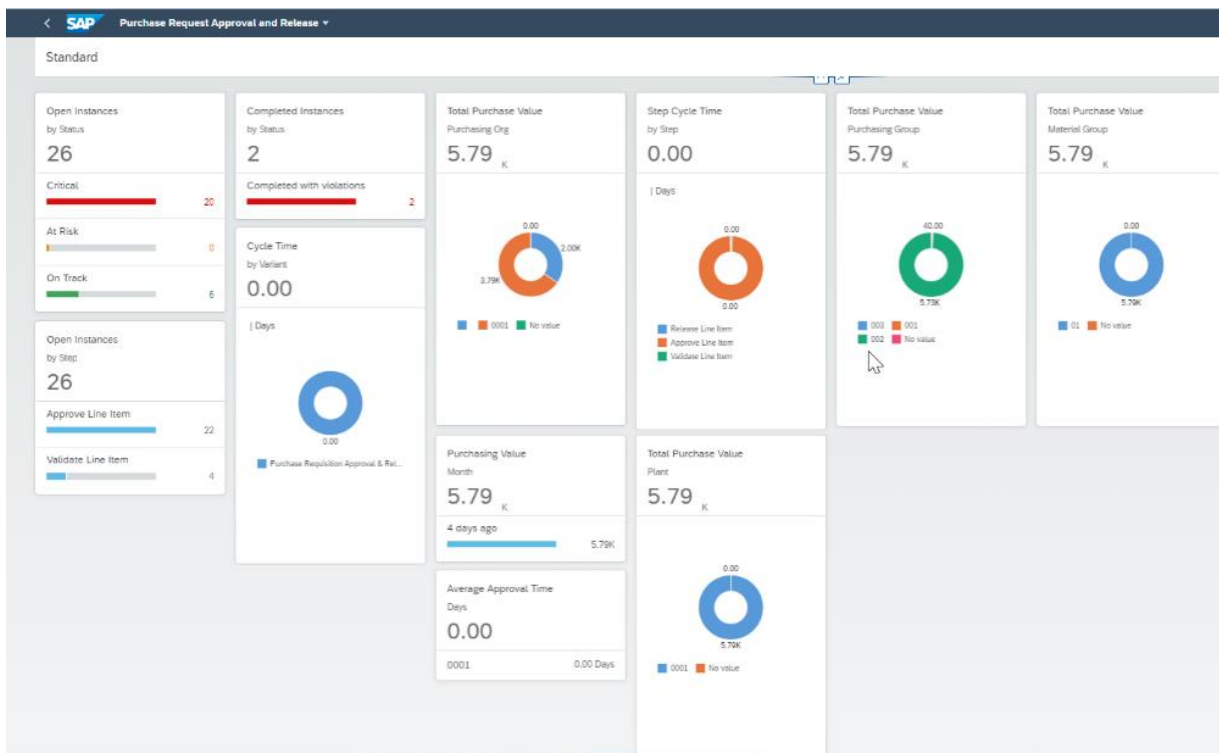 SAP Purchase Request Approval and Release
Standard
Open Instances
by Status
26
Critical
20
At Risk
0
On Track
6
Open Instances
by Step
26
Approve Line Item
22
Validate Line Item
4
Completed Instances
by Status
2
Completed with violations
2
Cycle Time
by Variant
0.00
| Days
0.00
Purchase Requisition Approval & Rel...
Total Purchase Value
Purchasing Org
5.79 K
0.00
2.00K
3.79K
0001 No value
Purchasing Value
Month
5.79 K
4 days ago
5.79K
Average Approval Time
Days
0.00
0001 0.00 Days
Step Cycle Time
by Step
0.00
| Days
0.00
0.00
Release Line Item
Approve Line Item
Validate Line Item
Total Purchase Value
Plant
5.79 K
0.00
5.79K
0001 No value
Total Purchase Value
Purchasing Group
5.79 K
40.00
5.73K
003 001
002 No value
Total Purchase Value
Material Group
5.79 K
0.00
5.79K
01 No value